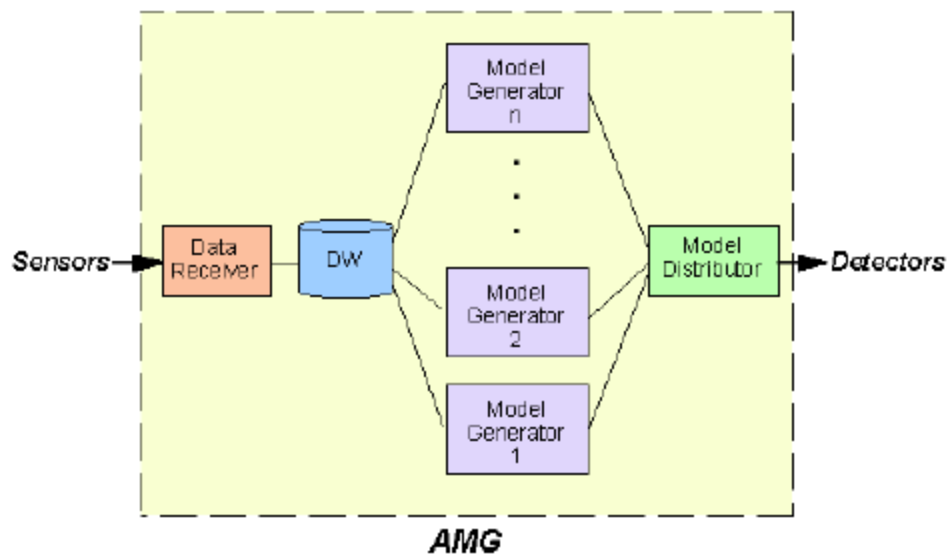 Model
Generator
n
Sensors
Data
Receiver
DW
Model
Distributor
Detectors
Model
Generator
2
Model
Generator
1
AMG